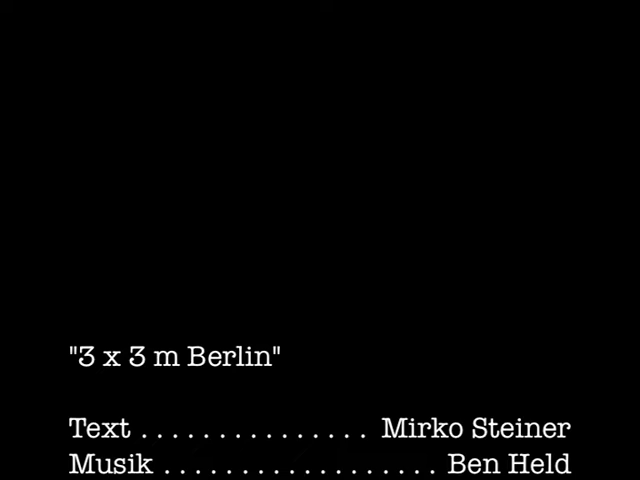 "3 x 3 m Berlin"
Text . . . . . . . . . . . . . . . Mirko Steiner
Musik . . . . . . . . . . . . . . . . . . Ben Held